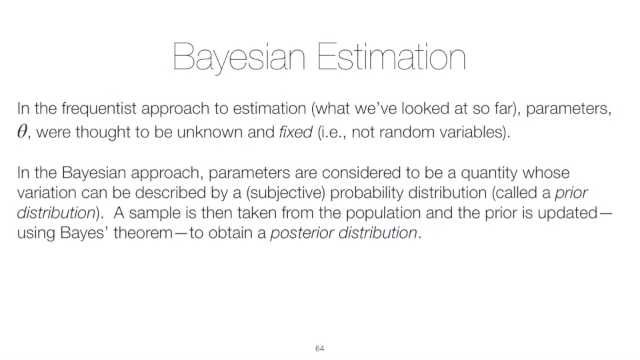 Bayesian Estimation
In the frequentist approach to estimation (what we've looked at so far), parameters,
θ, were thought to be unknown and fixed (i.e., not random variables).
In the Bayesian approach, parameters are considered to be a quantity whose
variation can be described by a (subjective) probability distribution (called a prior
distribution).  A sample is then taken from the population and the prior is updated—
using Bayes' theorem—to obtain a posterior distribution.
64